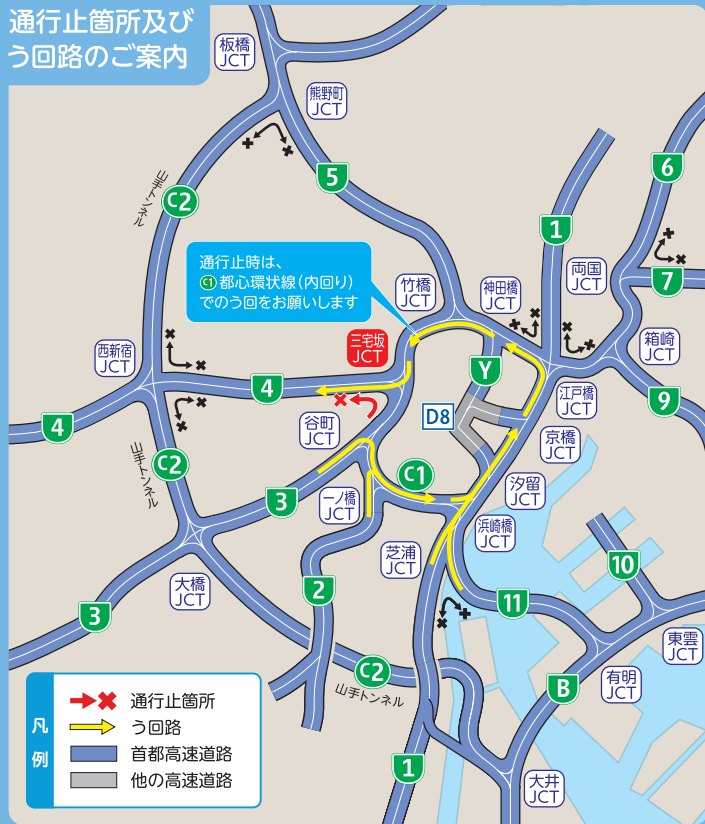 通行止箇所及び
う回路のご案内
板橋
JCT
熊野町
JCT
5
6
山手トンネル
C2
1
両国
JCT
7
通行止時は、
C1都心環状線(内回り)
でのう回をお願いします
竹橋
JCT
神田橋
JCT
箱崎
JCT
西新宿
JCT
三宅坂
JCT
Y
4
江戸橋
JCT
9
4
谷町
JCT
D8
京橋
JCT
山手トンネル
C2
C1
汐留
JCT
3
一ノ橋
JCT
浜崎橋
JCT
芝浦
JCT
10
大橋
JCT
2
11
3
東雲
JCT
C2
山手トンネル
B
有明
JCT
1
大井
JCT
凡例
通行止箇所
う回路
首都高速道路
他の高速道路